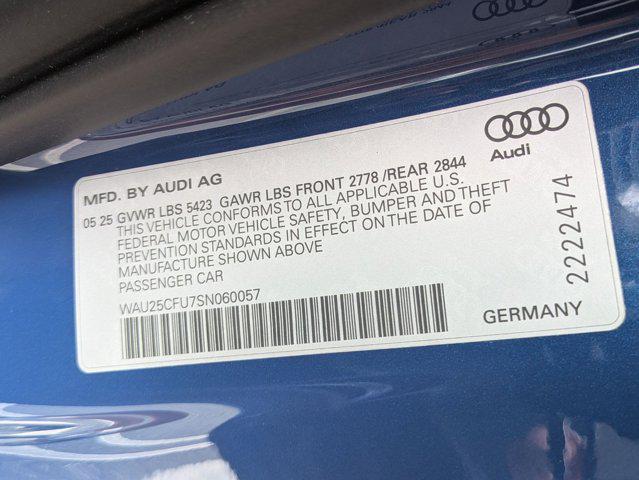 MFD. BY AUDI AG
05 25 GVWR LBS 5423 GAWR LBS FRONT 2778 /REAR 2844
THIS VEHICLE CONFORMS TO ALL APPLICABLE U.S.
FEDERAL MOTOR VEHICLE SAFETY, BUMPER AND THEFT
PREVENTION STANDARDS IN EFFECT ON THE DATE OF
MANUFACTURE SHOWN ABOVE
PASSENGER CAR
WAU25CFU7SN060057
Audi
2222474
GERMANY